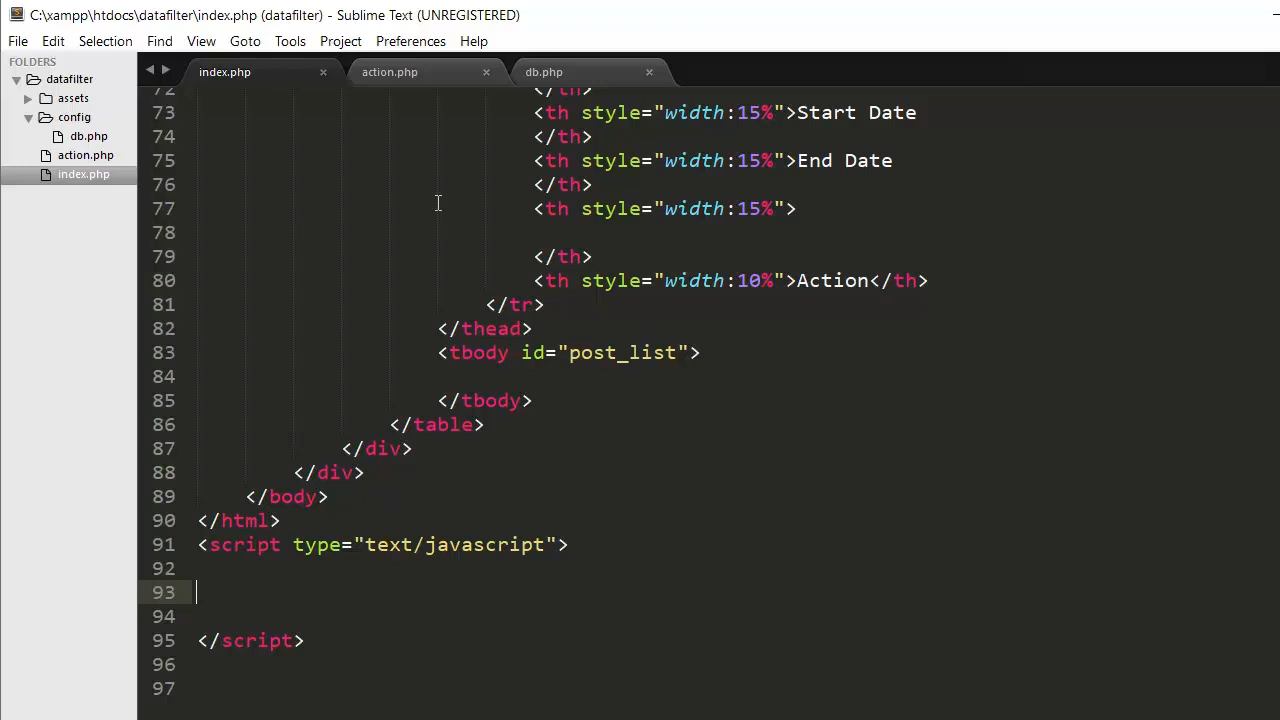 C:\xampp\htdocs\datafilter\index.php (datafilter) - Sublime Text (UNREGISTERED)
File Edit Selection Find View Goto Tools Project Preferences Help
FOLDERS
datafilter
assets
config
db.php
action.php
index.php
index.php × action.php × db.php ×
72 </th>
73 <th style="width:15%">Start Date
74 </th>
75 <th style="width:15%">End Date
76 </th>
77 <th style="width:15%">
78
79 </th>
80 <th style="width:10%">Action</th>
81 </tr>
82 </thead>
83 <tbody id="post_list">
84
85 </tbody>
86 </table>
87 </div>
88 </div>
89 </body>
90 </html>
91 <script type="text/javascript">
92
93
94
95 </script>
96
97